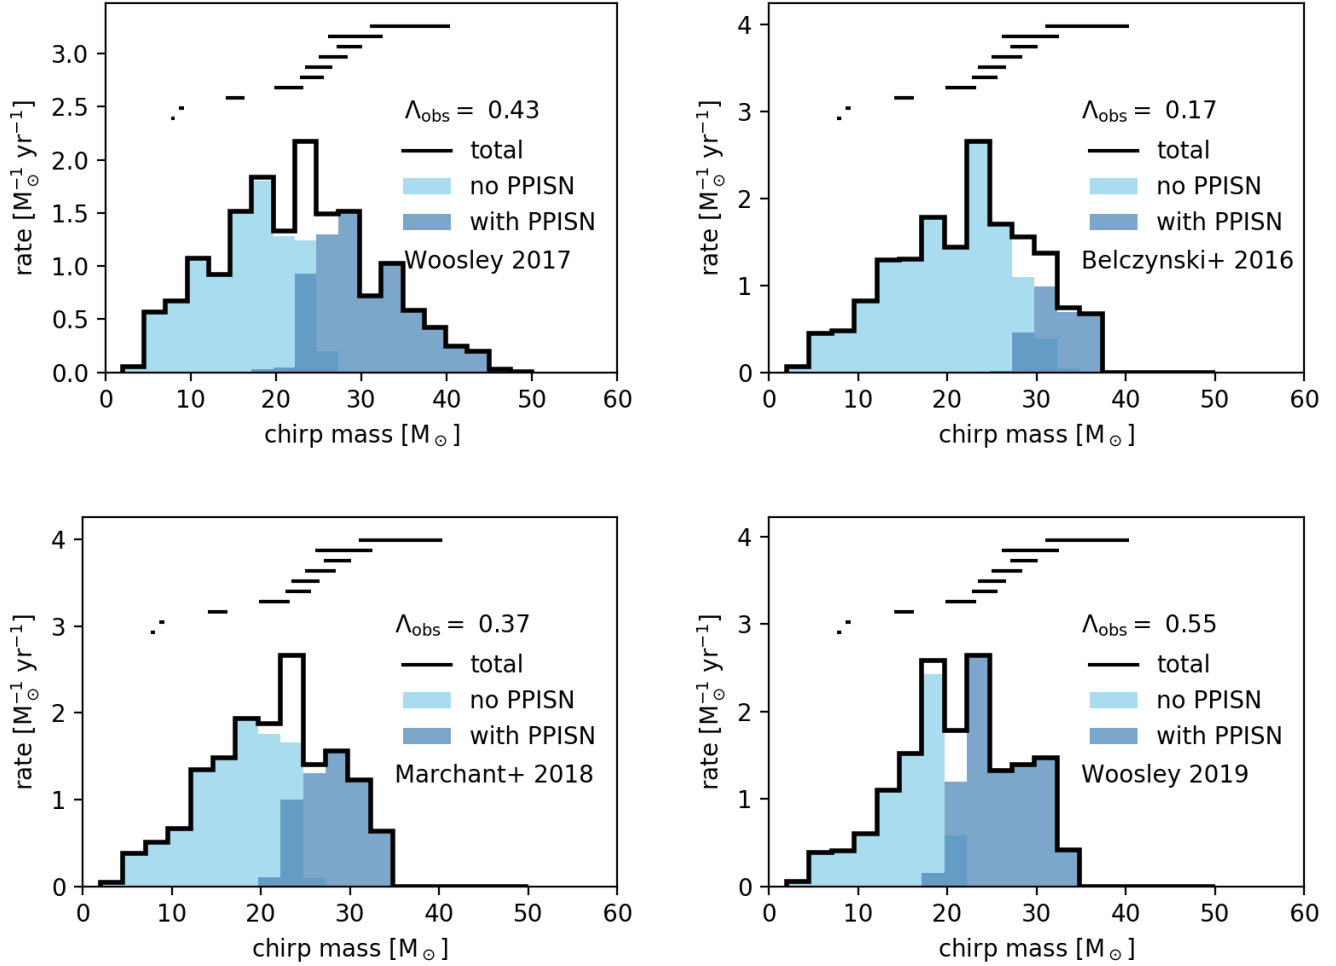 3.0
2.5
2.0
1.5
1.0
0.5
0.0
rate [M⊙⁻¹ yr⁻¹]
Λobs = 0.43
total
no PPISN
with PPISN
Woosley 2017
0 10 20 30 40 50 60
chirp mass [M⊙]
4
3
2
1
0
rate [M⊙⁻¹ yr⁻¹]
Λobs = 0.17
total
no PPISN
with PPISN
Belczynski+ 2016
0 10 20 30 40 50 60
chirp mass [M⊙]
4
3
2
1
0
rate [M⊙⁻¹ yr⁻¹]
Λobs = 0.37
total
no PPISN
with PPISN
Marchant+ 2018
0 10 20 30 40 50 60
chirp mass [M⊙]
4
3
2
1
0
rate [M⊙⁻¹ yr⁻¹]
Λobs = 0.55
total
no PPISN
with PPISN
Woosley 2019
0 10 20 30 40 50 60
chirp mass [M⊙]